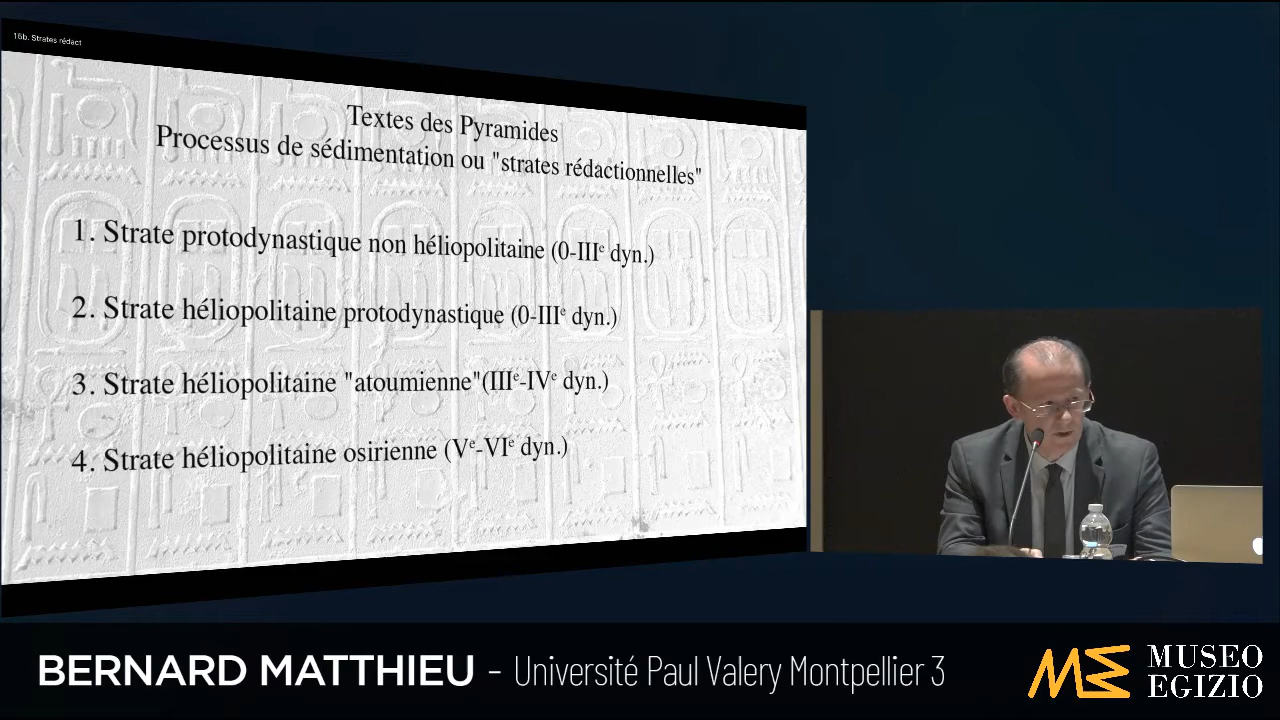 16b. Strates rédact
Textes des Pyramides
Processus de sédimentation ou "strates rédactionnelles"
1. Strate protodynastique non héliopolitaine (0-IIIᵉ dyn.)
2. Strate héliopolitaine protodynastique (0-IIIᵉ dyn.)
3. Strate héliopolitaine "atoumienne"(IIIᵉ-IVᵉ dyn.)
4. Strate héliopolitaine osirienne (Vᵉ-VIᵉ dyn.)
BERNARD MATTHIEU - Université Paul Valery Montpellier 3
ME
MUSEO
EGIZIO